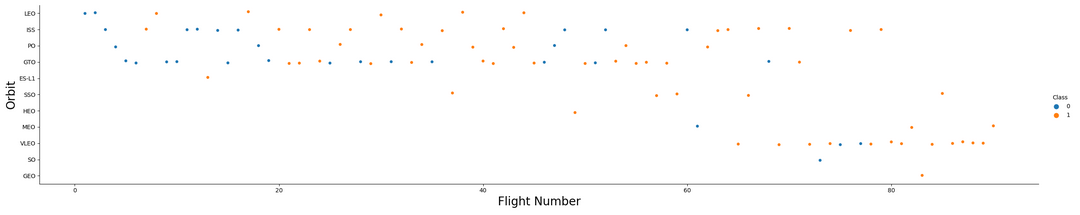 LEO
ISS
PO
GTO
ES-L1
SSO
HEO
MEO
VLEO
SO
GEO
Orbit
0 20 40 60 80
Flight Number
Class
0
1